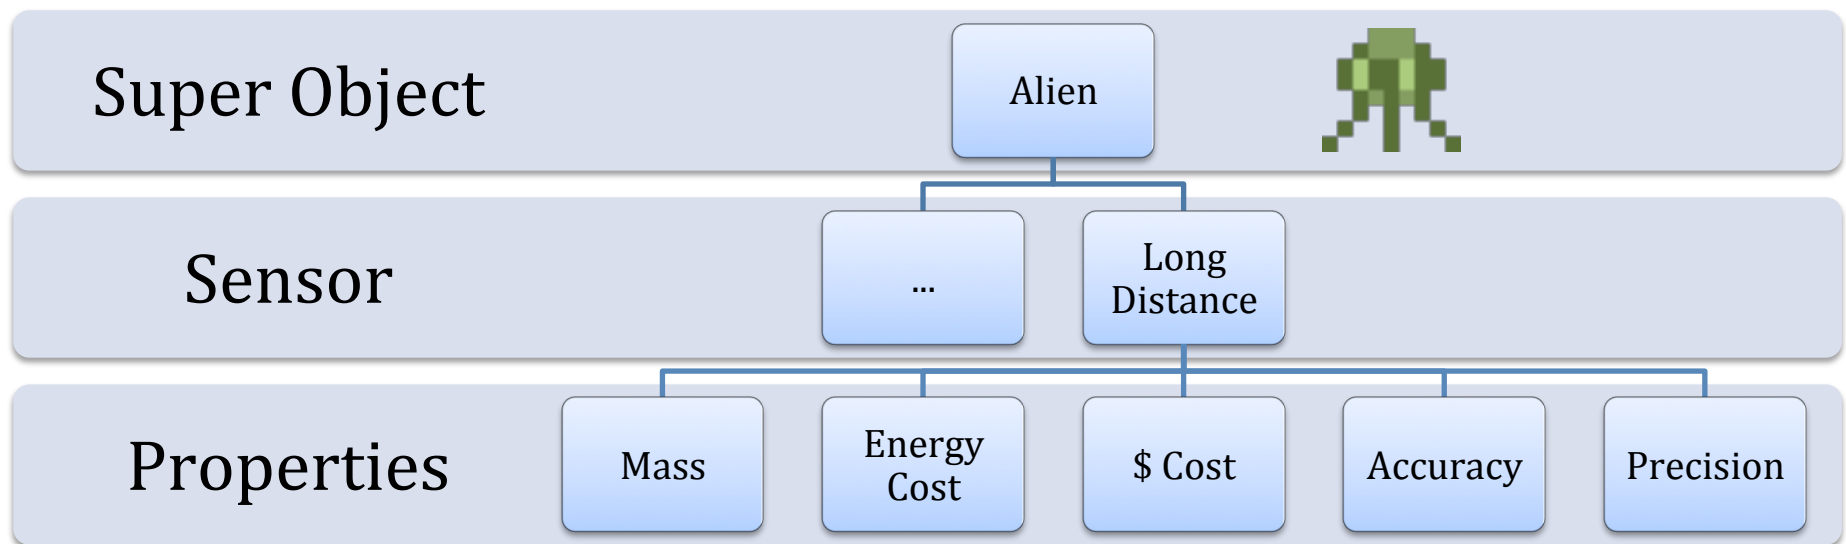 Super Object
Alien
Sensor
...
Long
Distance
Properties
Mass
Energy
Cost
$ Cost
Accuracy
Precision